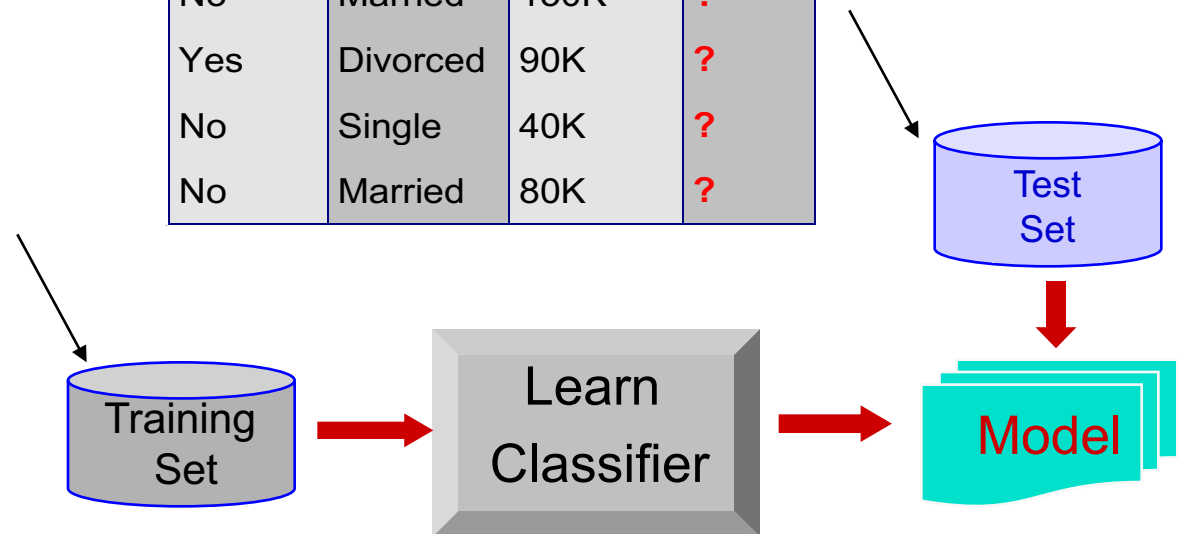 Yes Divorced 90K ?
No Single 40K ?
No Married 80K ?
Test
Set
Training
Set
Learn
Classifier
Model